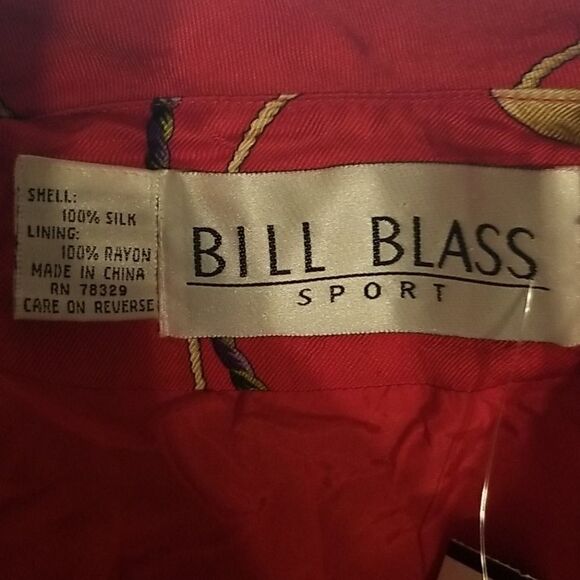 SHELL:
100% SILK
LINING:
100% RAYON
MADE IN CHINA
RN 78329
CARE ON REVERSE
BILL BLASS
SPORT